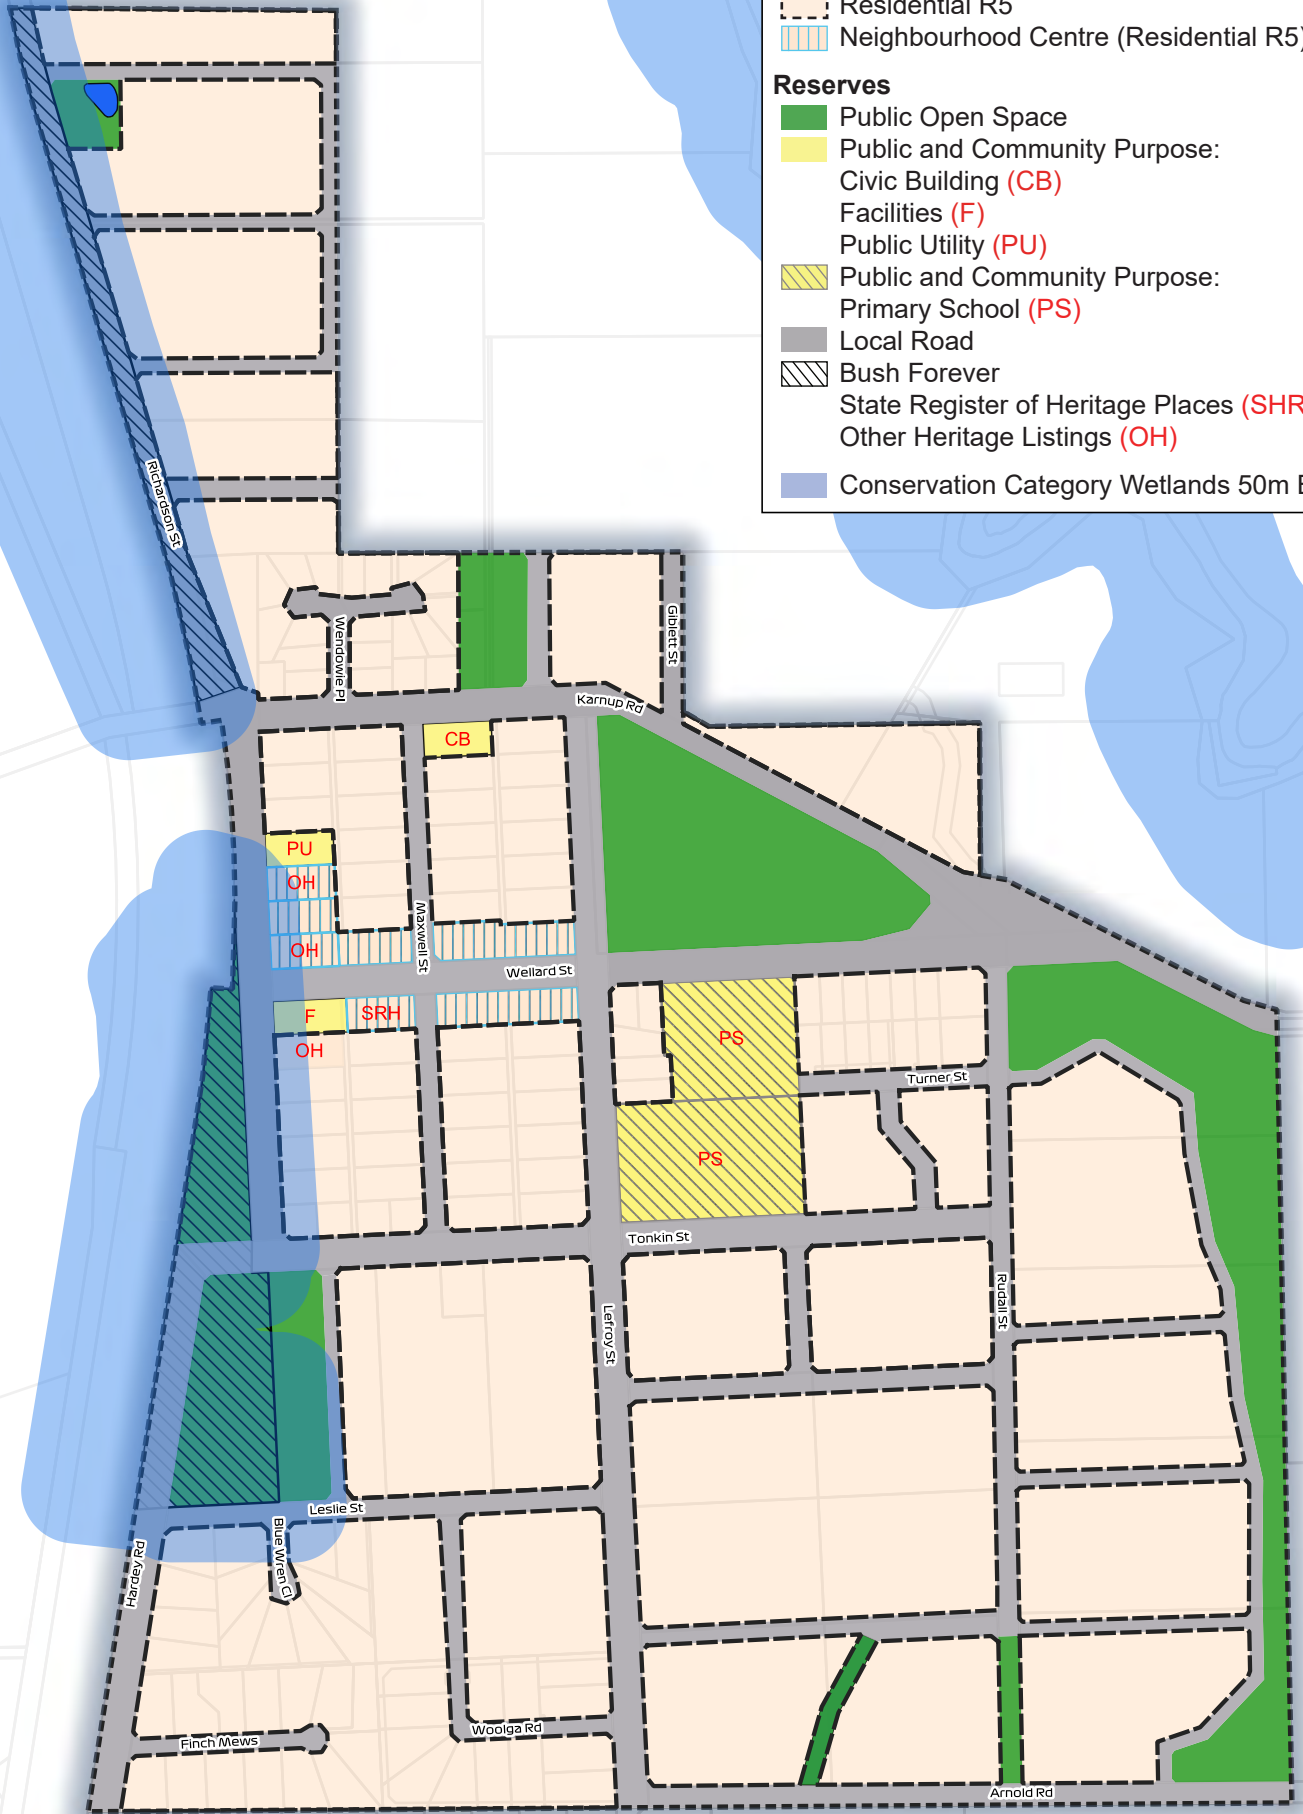 Residential R5
Neighbourhood Centre (Residential R5)
Reserves
Public Open Space
Public and Community Purpose:
Civic Building (CB)
Facilities (F)
Public Utility (PU)
Public and Community Purpose:
Primary School (PS)
Local Road
Bush Forever
State Register of Heritage Places (SHR
Other Heritage Listings (OH)
Conservation Category Wetlands 50m
Richardson St
Wendowie Pl
Giblett St
Karnup Rd
CB
PU
OH
Maxwell St
OH
Wellard St
F
SRH
OH
PS
Turner St
PS
Tonkin St
Rudall St
Lefroy St
Leslie St
Blue Wren Cl
Hardey Rd
Woolga Rd
Finch Mews
Arnold Rd